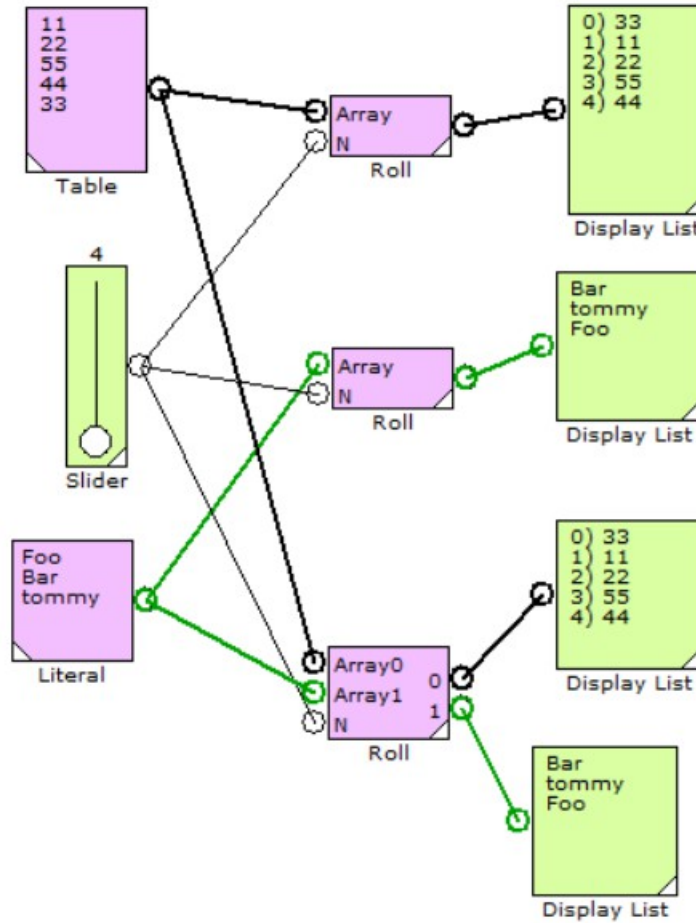 11
22
55
44
33
Table
Array
N
Roll
0) 33
1) 11
2) 22
3) 55
4) 44
Display List
4
Slider
Array
N
Roll
Bar
tommy
Foo
Display List
Foo
Bar
tommy
Literal
Array0
Array1
N
0
1
Roll
0) 33
1) 11
2) 22
3) 55
4) 44
Display List
Bar
tommy
Foo
Display List